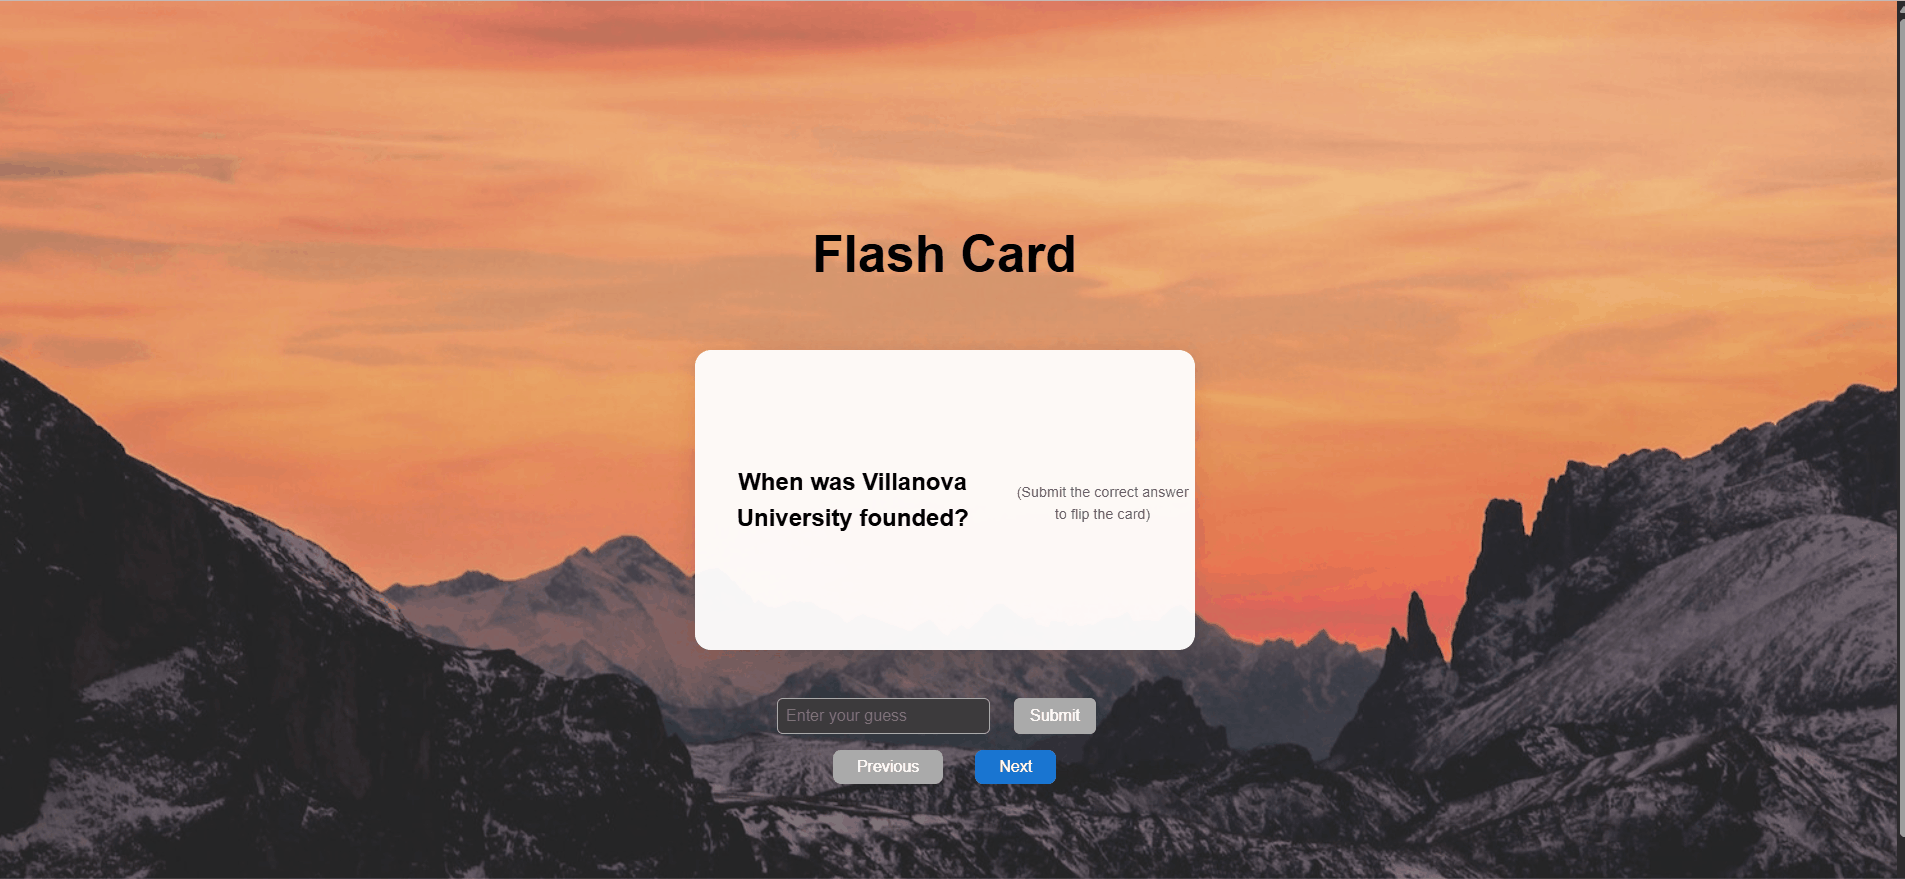 Flash Card
When was Villanova
University founded?
(Submit the correct answer
to flip the card)
Enter your guess
Submit
Previous
Next